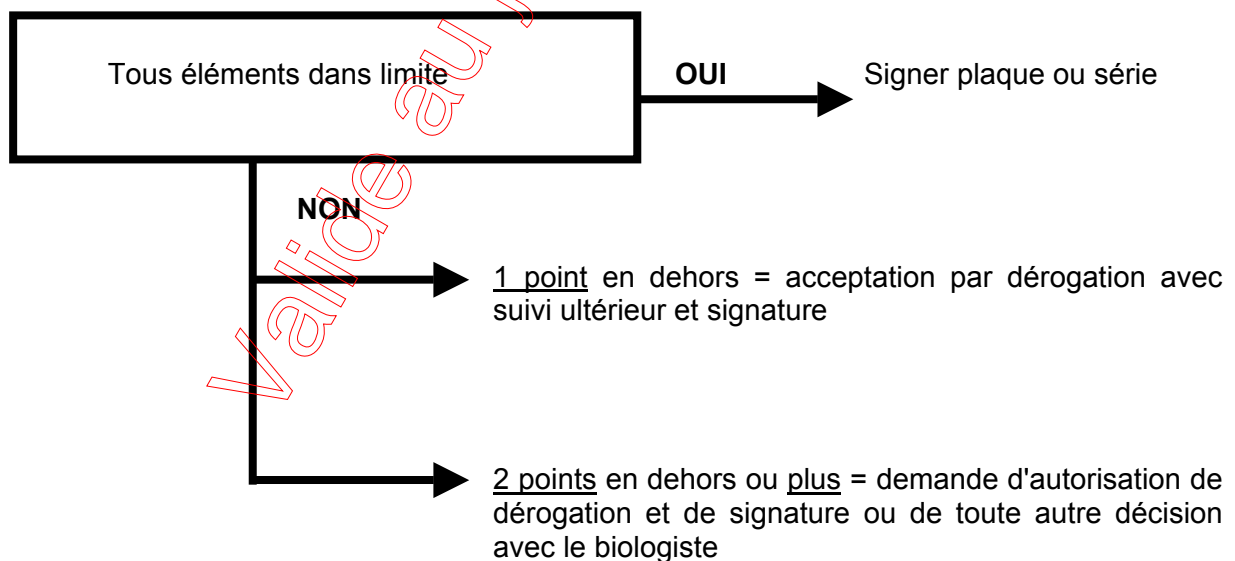 Tous éléments dans limite
OUI
Signer plaque ou série
NON
1 point en dehors = acceptation par dérogation avec
suivi ultérieur et signature
2 points en dehors ou plus = demande d'autorisation de
dérogation et de signature ou de toute autre décision
avec le biologiste
Valide au